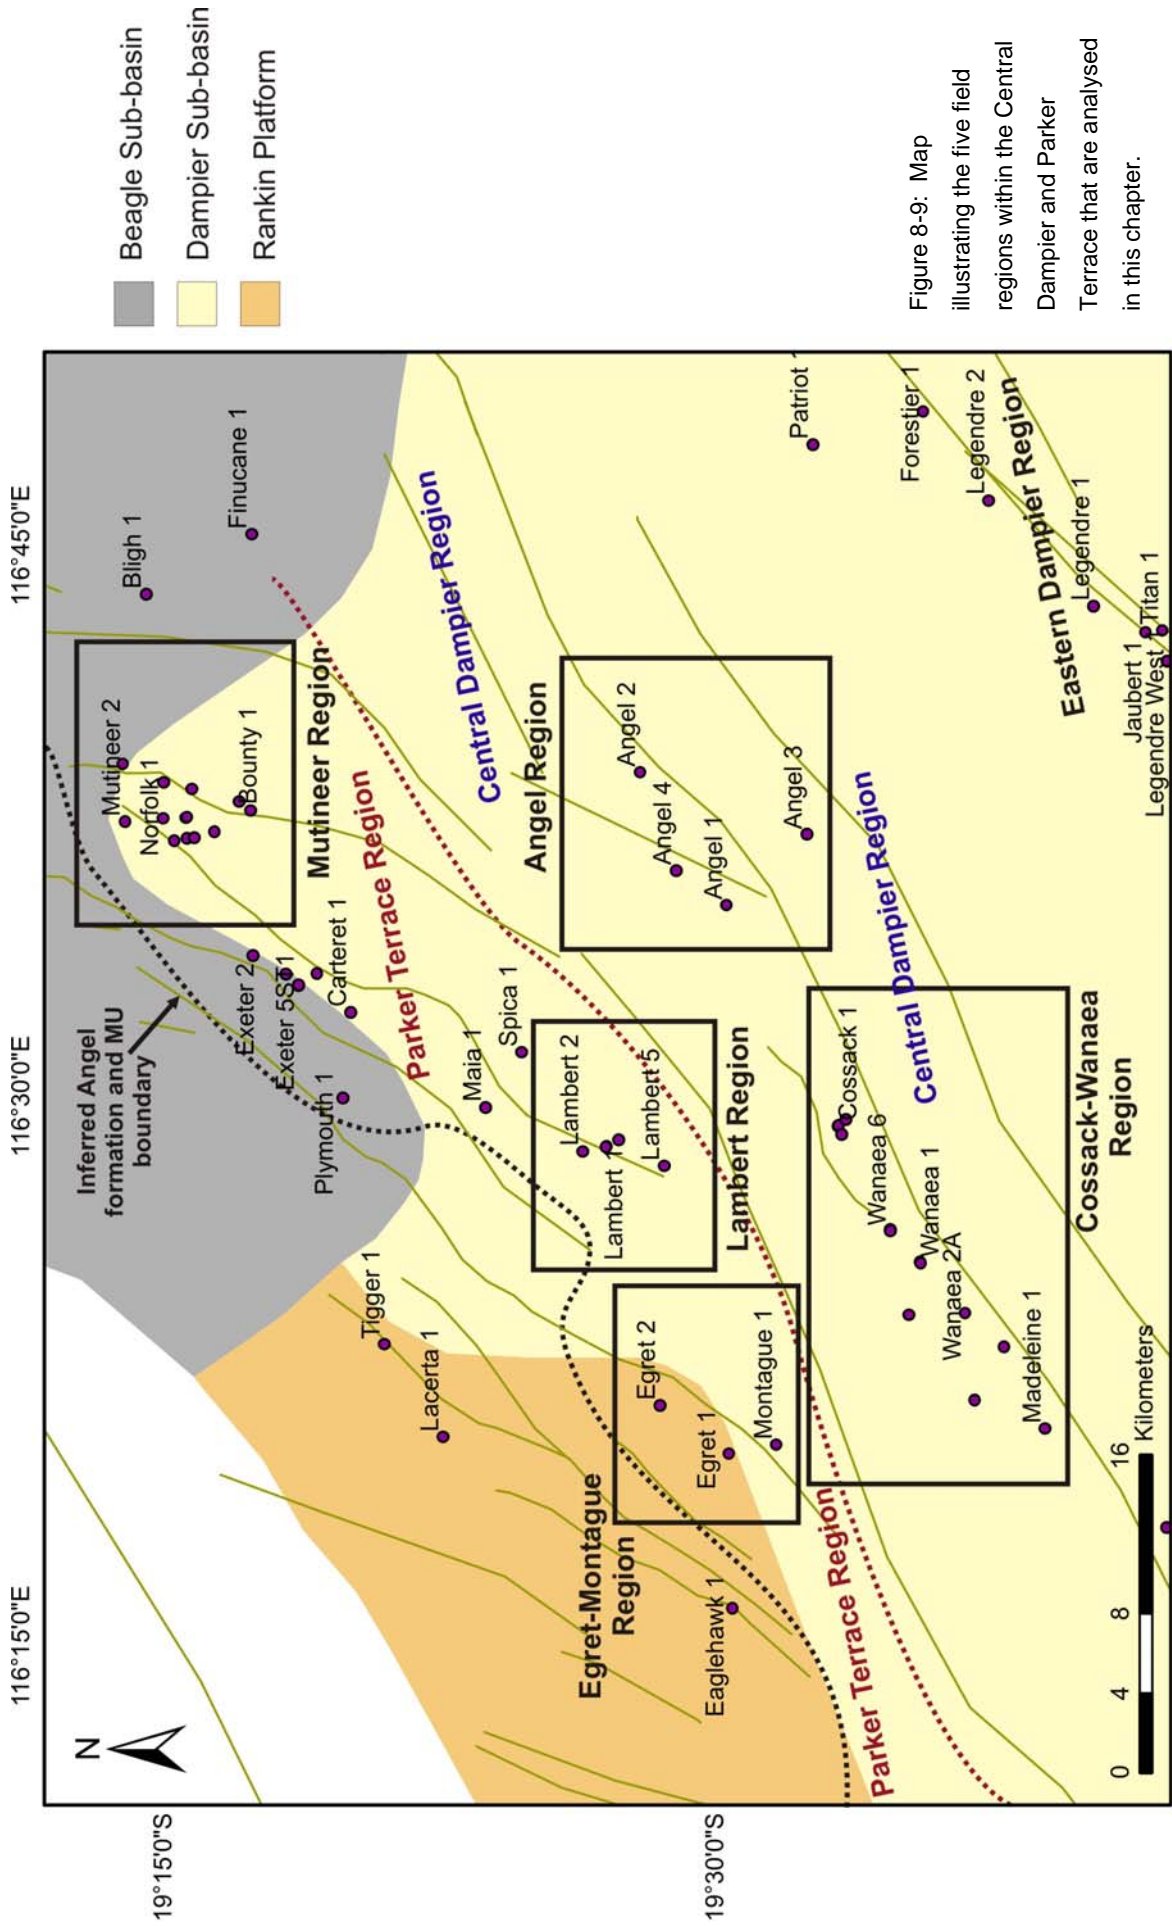 116°15'0"E
116°30'0"E
116°45'0"E
19°15'0"S
19°30'0"S
N
Inferred Angel
formation and MU
boundary
Mutineer 2
Norfolk 1
Bounty 1
Mutineer Region
Bligh 1
Finucane 1
Exeter 2
Exeter 5ST1
Carteret 1
Plymouth 1
Parker Terrace Region
Central Dampier Region
Tigger 1
Lacerta 1
Maia 1
Spica 1
Lambert 2
Lambert 1
Lambert 5
Lambert Region
Angel Region
Angel 2
Angel 4
Angel 1
Angel 3
Egret-Montague
Region
Egret 2
Egret 1
Montague 1
Eaglehawk 1
Parker Terrace Region
Central Dampier Region
Cossack 1
Wanaea 6
Wanaea 1
Wanaea 2A
Madeleine 1
Cossack-Wanaea
Region
Patriot
Forestier 1
Legendre 2
Eastern Dampier Region
Legendre 1
Titan 1
Jaubert 1
Legendre West 1
0 4 8 16
Kilometers
Beagle Sub-basin
Dampier Sub-basin
Rankin Platform
Figure 8-9: Map
illustrating the five field
regions within the Central
Dampier and Parker
Terrace that are analysed
in this chapter.